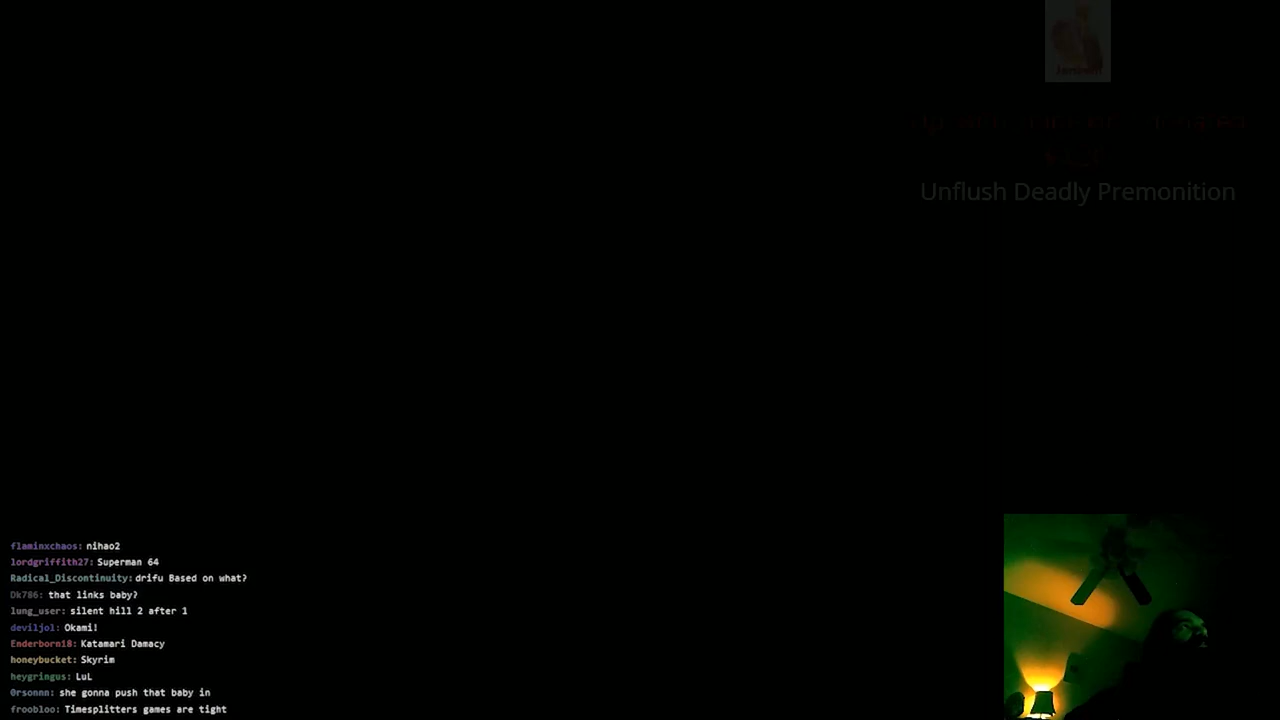 Unflush Deadly Premonition
flaminxchaos: nihao2
lordgriffith27: Superman 64
Radical_Discontinuity: drifu Based on what?
Dk786: that links baby?
lung_user: silent hill 2 after 1
deviljol: Okami!
Enderborn18: Katamari Damacy
honeybucket: Skyrim
heygringus: LuL
0rsonnn: she gonna push that baby in
froobloo: Timesplitters games are tight